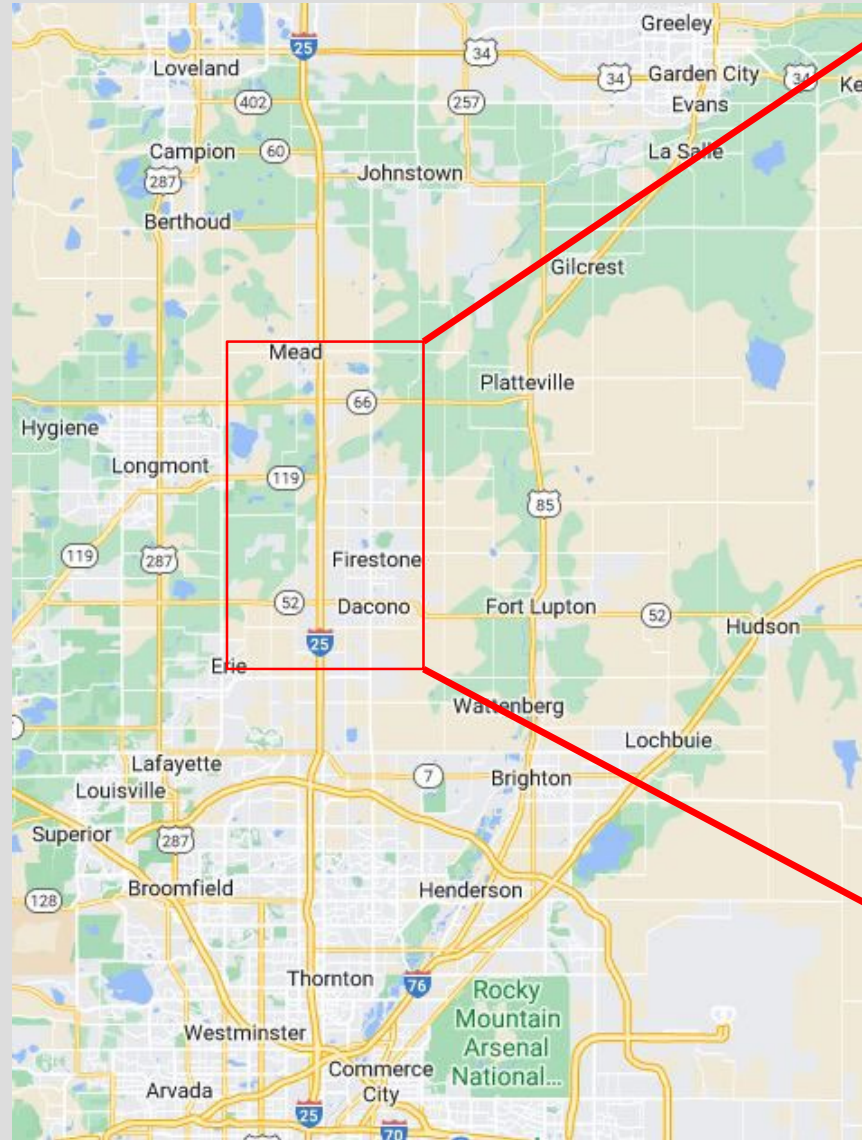 Greeley
25
34
Loveland
34
Garden City
34
Ke
402
257
Evans
Campion
60
La Salle
287
Johnstown
Berthoud
Gilcrest
Mead
Platteville
66
Hygiene
Longmont
119
85
119
287
Firestone
52
Dacono
Fort Lupton
52
Hudson
25
Erie
Wattenberg
Lochbuie
Lafayette
7
Brighton
Louisville
Superior
287
Broomfield
Henderson
128
Thornton
76
Rocky
Mountain
Arsenal
National...
Westminster
Commerce
City
Arvada
25
70